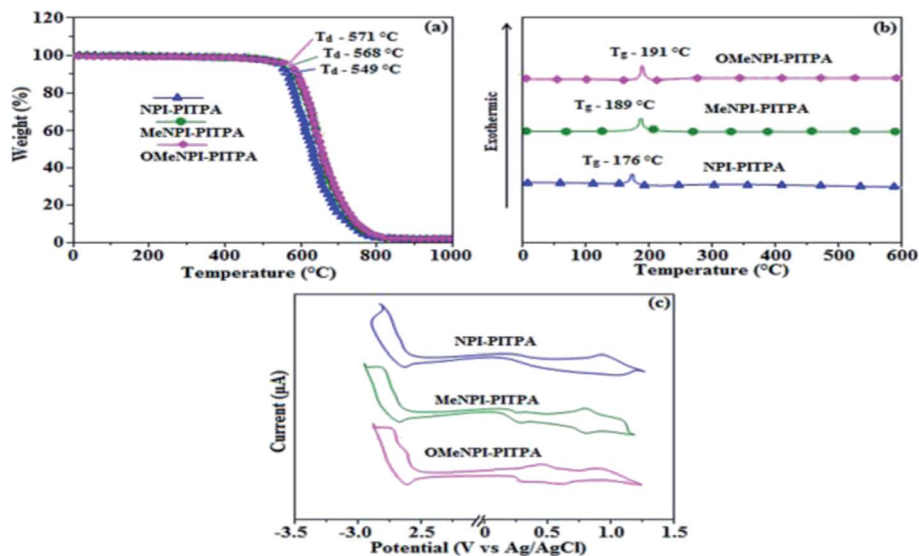 120
100
80
60
40
20
0
Weight (%)
(a)
Td - 571 °C
Td - 568 °C
Td - 549 °C
NPI-PITPA
MeNPI-PITPA
OMeNPI-PITPA
0 200 400 600 800 1000
Temperature (°C)
(b)
Exothermic
Tg - 191 °C
OMeNPI-PITPA
Tg - 189 °C
MeNPI-PITPA
Tg - 176 °C
NPI-PITPA
0 100 200 300 400 500 600
Temperature (°C)
(c)
Current (µA)
NPI-PITPA
MeNPI-PITPA
OMeNPI-PITPA
-3.5 2.5 0 0.5 1.0 1.5
Potential (V vs Ag/AgCl)